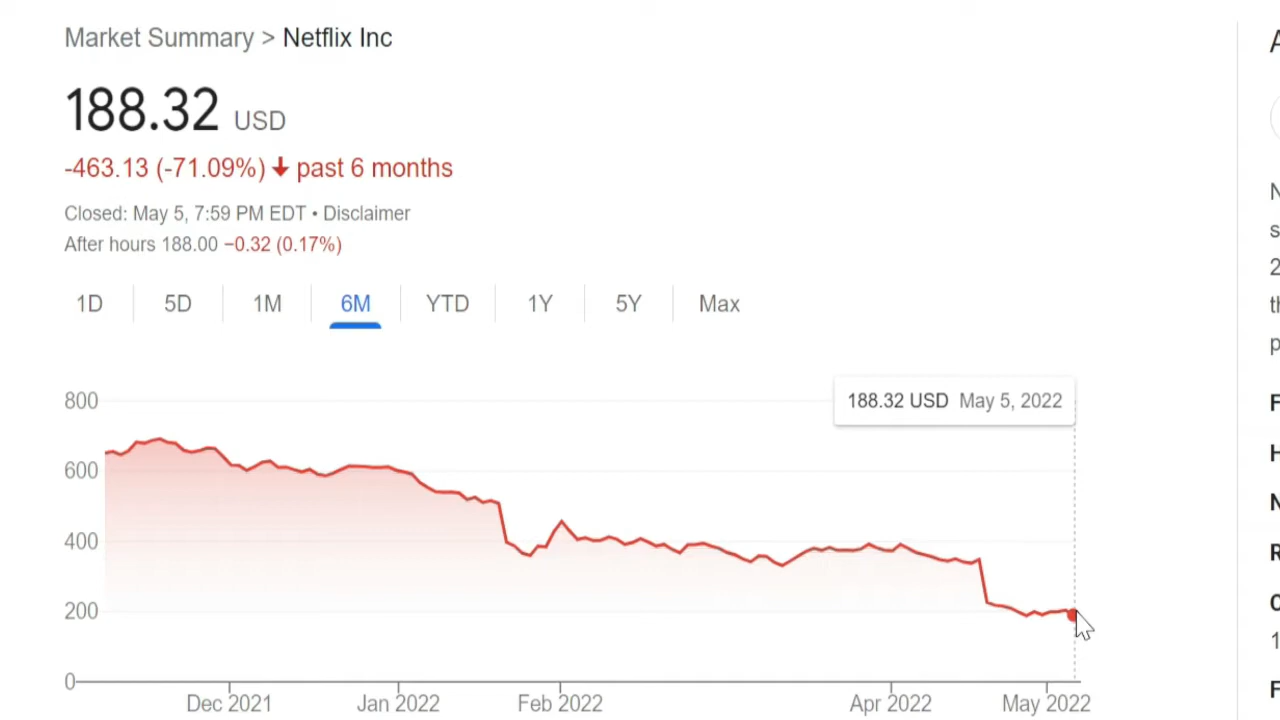 Market Summary > Netflix Inc
188.32 USD
-463.13 (-71.09%) ↓ past 6 months
Closed: May 5, 7:59 PM EDT • Disclaimer
After hours 188.00 −0.32 (0.17%)
1D 5D 1M 6M YTD 1Y 5Y Max
188.32 USD May 5, 2022
800
600
400
200
0
Dec 2021 Jan 2022 Feb 2022 Apr 2022 May 2022